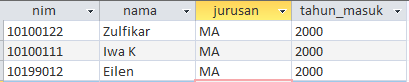 nim nama jurusan tahun_masuk
10100122 Zulfikar MA 2000
10100111 Iwa K MA 2000
10199012 Eilen MA 2000